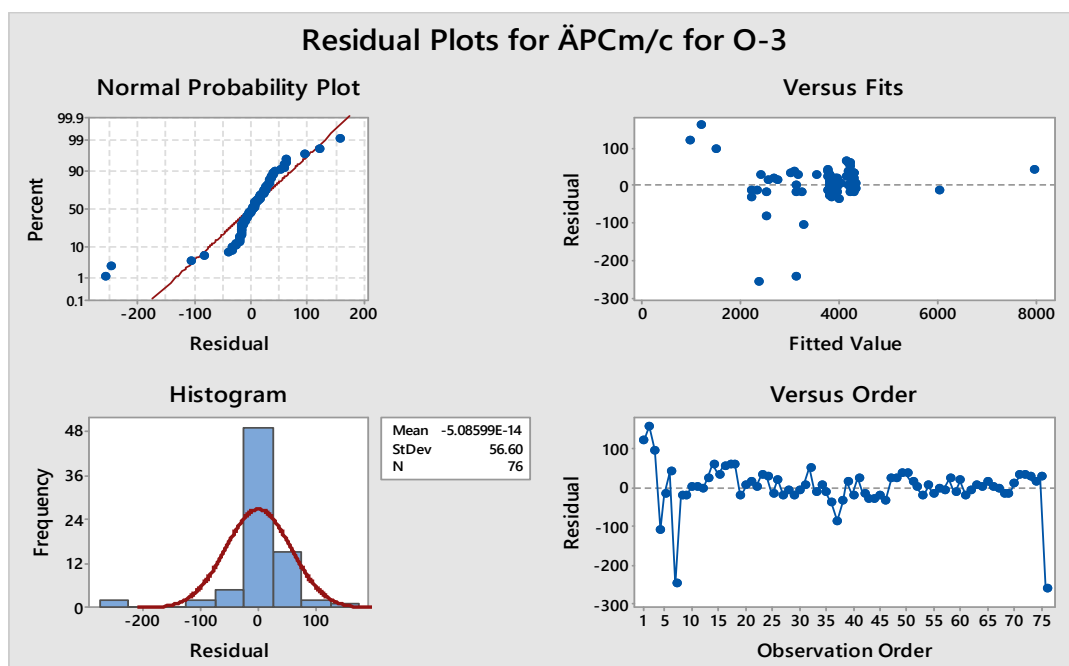 Residual Plots for ÄPCm/c for O-3
Normal Probability Plot
99.9
99
90
50
10
1
0.1
Percent
-200 -100 0 100 200
Residual
Versus Fits
100
0
-100
-200
-300
Residual
0 2000 4000 6000 8000
Fitted Value
Histogram
48
36
24
12
0
Frequency
-200 -100 0 100
Residual
Mean -5.08599E-14
StDev 56.60
N 76
Versus Order
100
0
-100
-200
-300
Residual
1 5 10 15 20 25 30 35 40 45 50 55 60 65 70 75
Observation Order